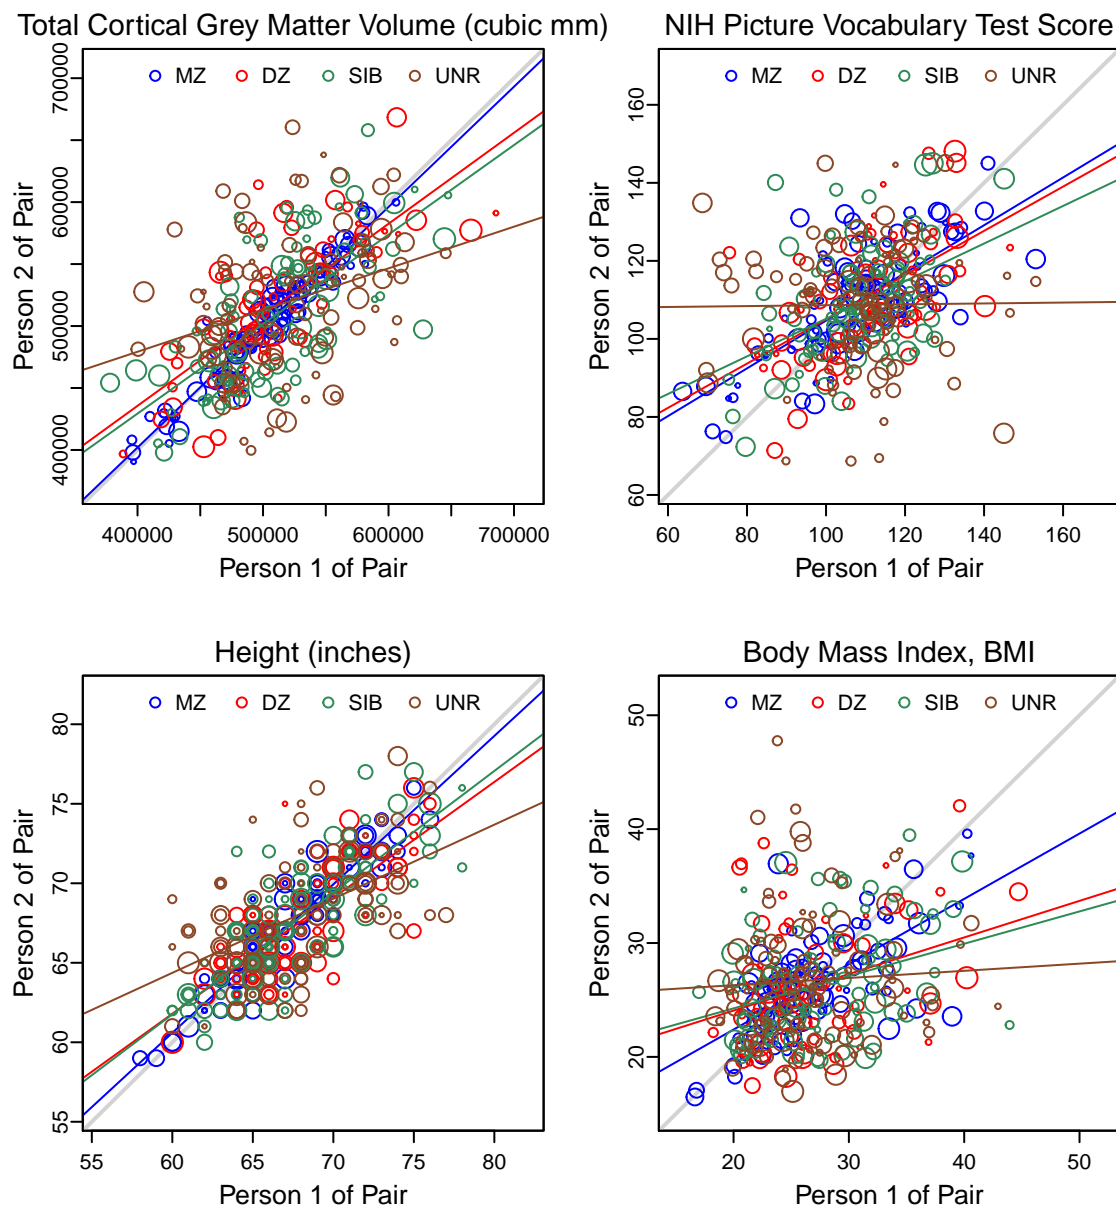 Total Cortical Grey Matter Volume (cubic mm)
MZ DZ SIB UNR
Person 2 of Pair
400000 500000 600000 700000
400000 500000 600000 700000
Person 1 of Pair
NIH Picture Vocabulary Test Score
MZ DZ SIB UNR
Person 2 of Pair
60 80 100 120 140 160
60 80 100 120 140 160
Person 1 of Pair
Height (inches)
MZ DZ SIB UNR
Person 2 of Pair
55 60 65 70 75 80
55 60 65 70 75 80
Person 1 of Pair
Body Mass Index, BMI
MZ DZ SIB UNR
Person 2 of Pair
20 30 40 50
20 30 40 50
Person 1 of Pair